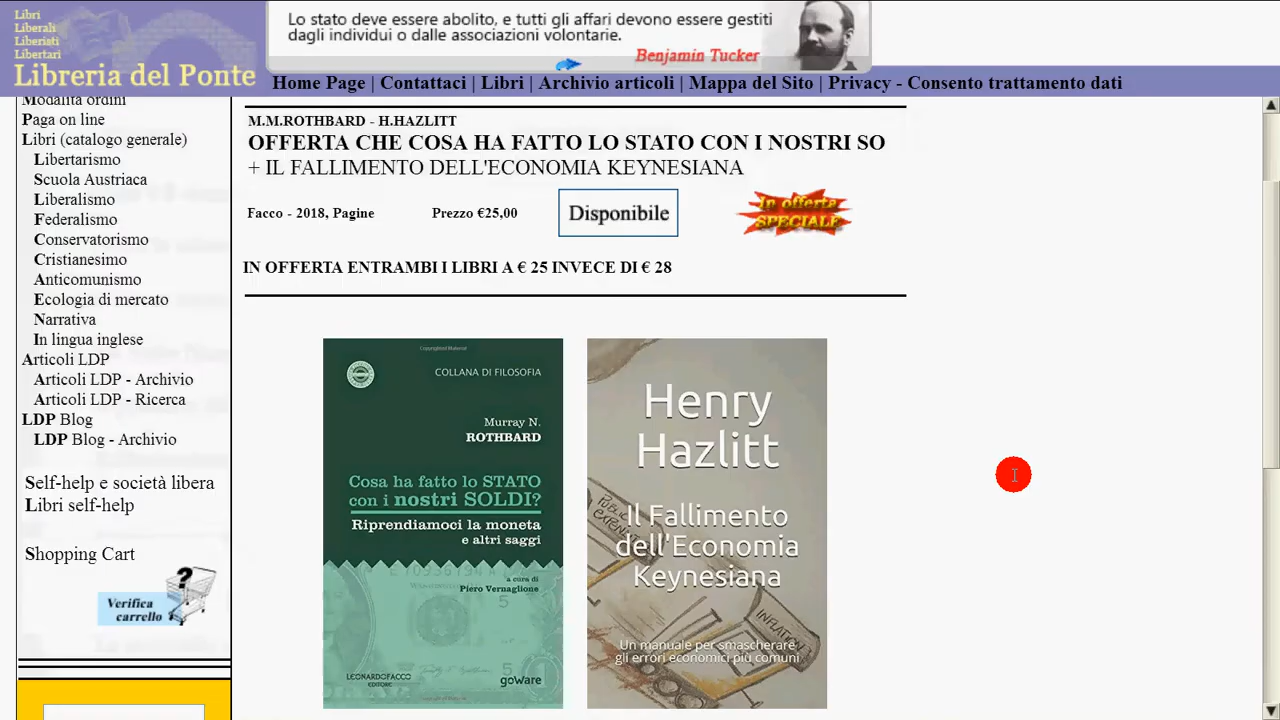 Libri
Liberali
Liberisti
Libertari
Libreria del Ponte
Lo stato deve essere abolito, e tutti gli affari devono essere gestiti
dagli individui o dalle associazioni volontarie.
Benjamin Tucker
Home Page | Contattaci | Libri | Archivio articoli | Mappa del Sito | Privacy - Consento trattamento dati
Modalità ordini
Paga on line
Libri (catalogo generale)
Libertarismo
Scuola Austriaca
Liberalismo
Federalismo
Conservatorismo
Cristianesimo
Anticomunismo
Ecologia di mercato
Narrativa
In lingua inglese
Articoli LDP
Articoli LDP - Archivio
Articoli LDP - Ricerca
LDP Blog
LDP Blog - Archivio
Self-help e società libera
Libri self-help
Shopping Cart
Verifica
carrello
M.M.ROTHBARD - H.HAZLITT
OFFERTA CHE COSA HA FATTO LO STATO CON I NOSTRI SO
+ IL FALLIMENTO DELL'ECONOMIA KEYNESIANA
Facco - 2018, Pagine
Prezzo €25,00
Disponibile
In offerta
SPECIALE
IN OFFERTA ENTRAMBI I LIBRI A € 25 INVECE DI € 28
Copyrighted Material
COLLANA DI FILOSOFIA
Murray N.
ROTHBARD
Cosa ha fatto lo STATO
con i nostri SOLDI?
Riprendiamoci la moneta
e altri saggi
a cura di
Piero Vernaglione
LEONARDOFACCO
EDITORE
goWare
Henry
Hazlitt
Il Fallimento
dell'Economia
Keynesiana
Un manuale per smascherare
gli errori economici più comuni